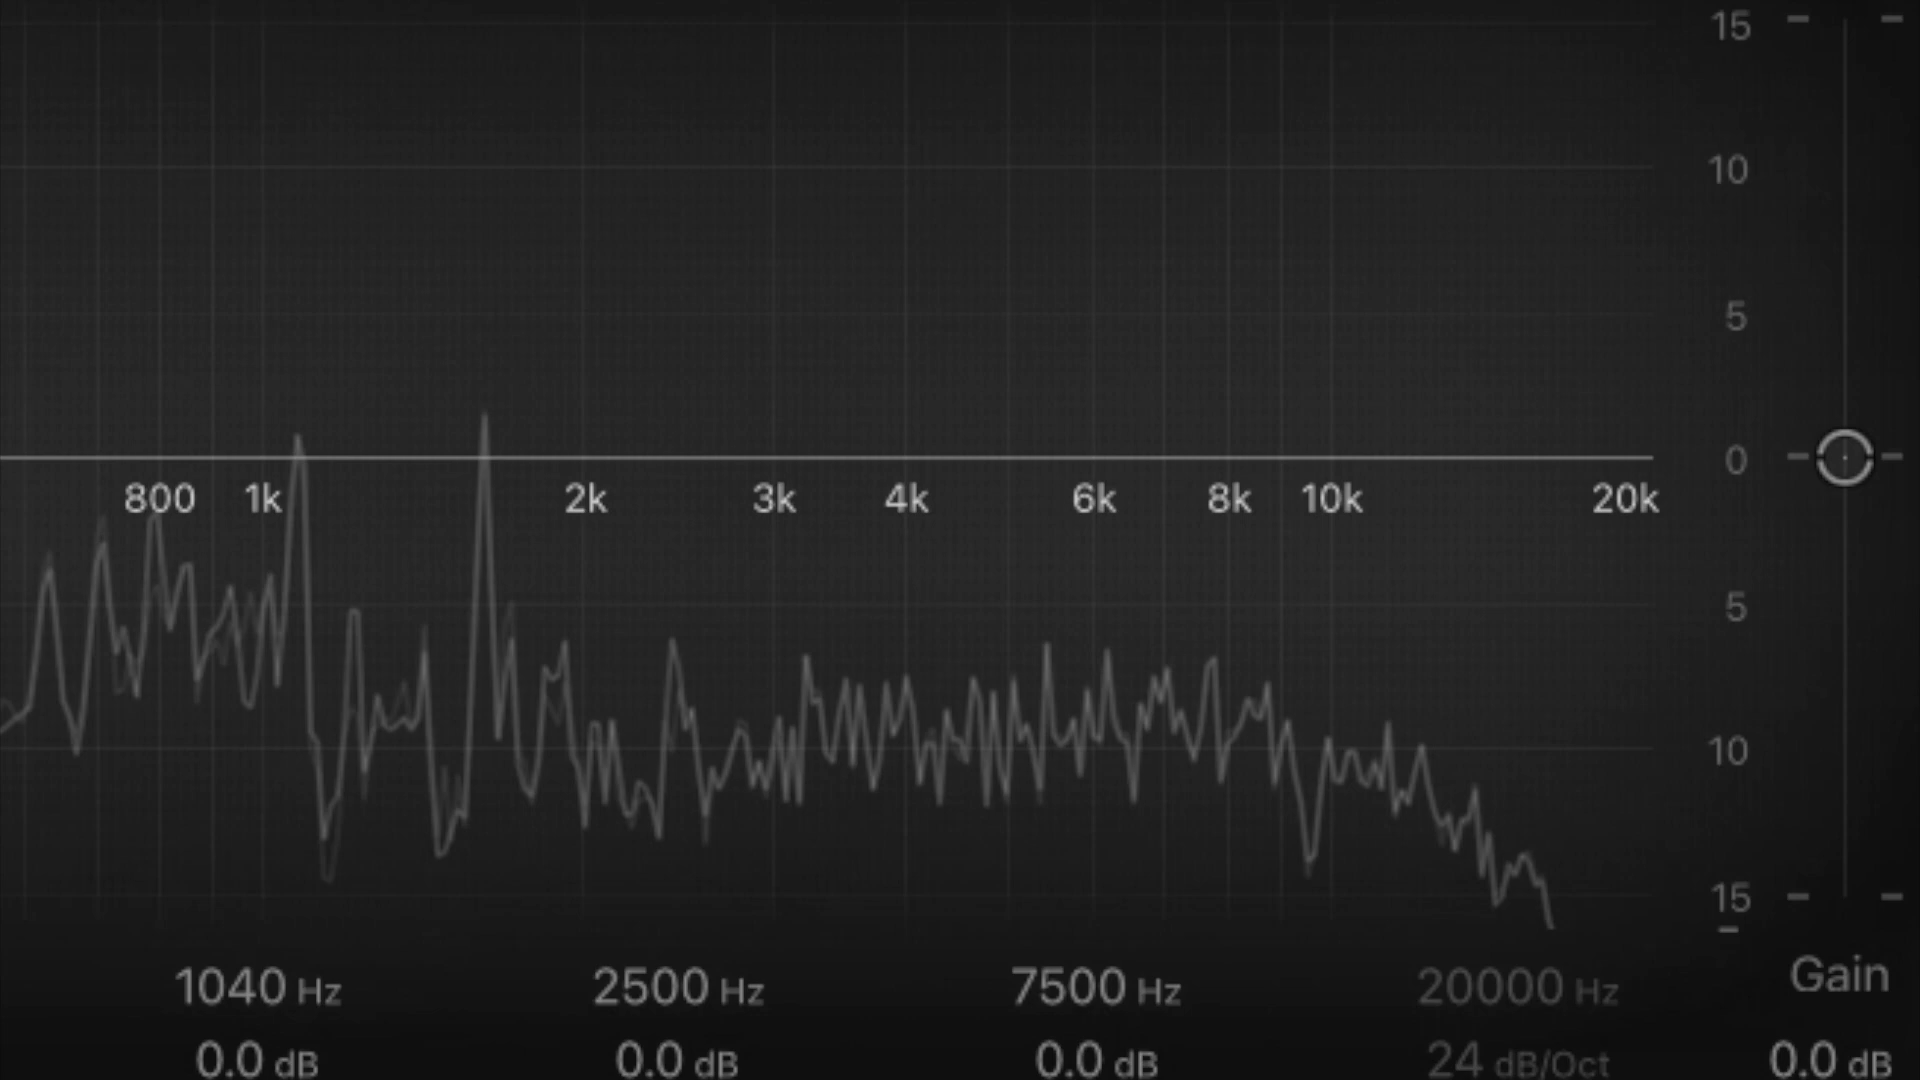 15
10
5
0
800 1k 2k 3k 4k 6k 8k 10k 20k
5
10
15
-
1040 Hz 2500 Hz 7500 Hz 20000 Hz Gain
0.0 dB 0.0 dB 0.0 dB 24 dB/Oct 0.0 dB